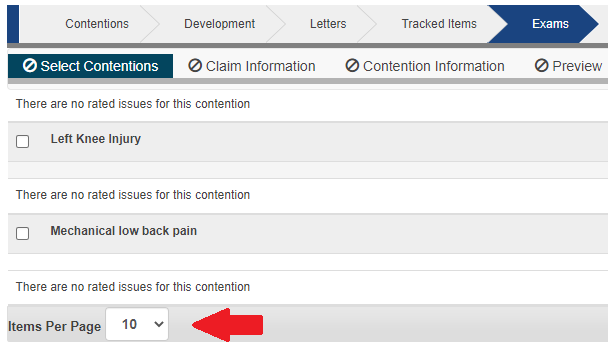 Contentions Development Letters Tracked Items Exams
Select Contentions Claim Information Contention Information Preview
There are no rated issues for this contention
Left Knee Injury
There are no rated issues for this contention
Mechanical low back pain
There are no rated issues for this contention
Items Per Page 10